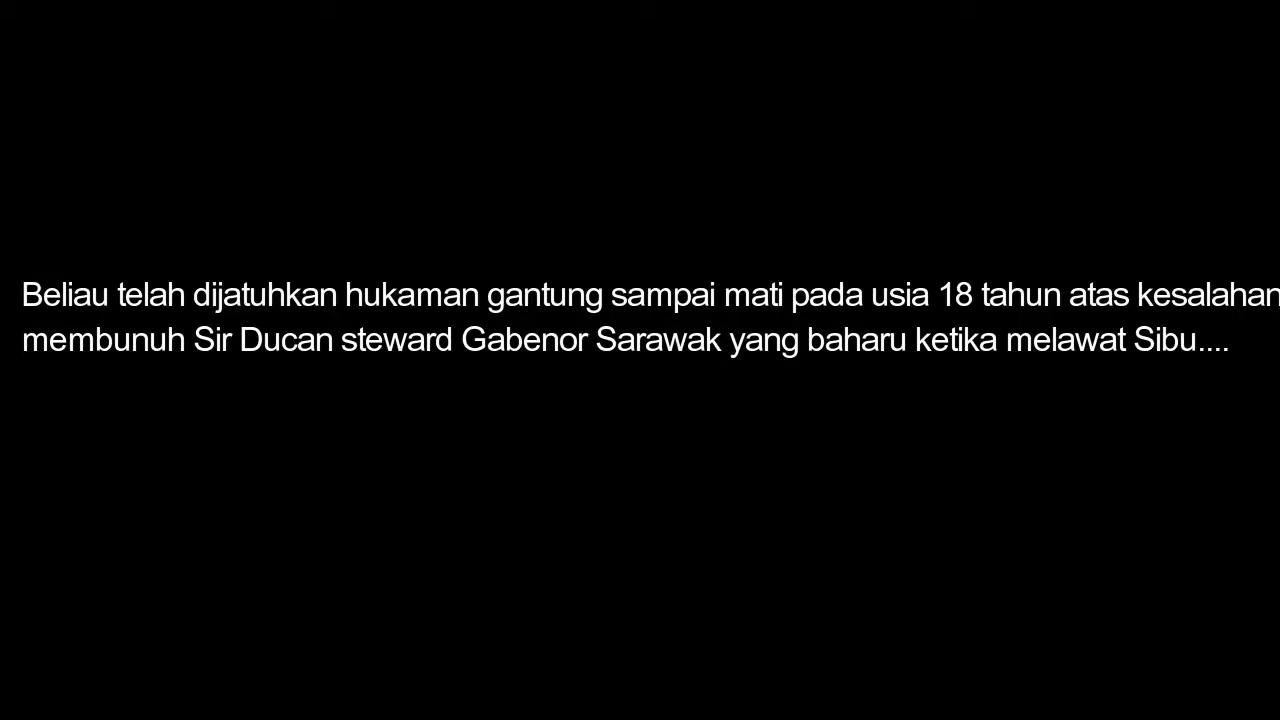 Beliau telah dijatuhkan hukaman gantung sampai mati pada usia 18 tahun atas kesalahan
membunuh Sir Ducan steward Gabenor Sarawak yang baharu ketika melawat Sibu....